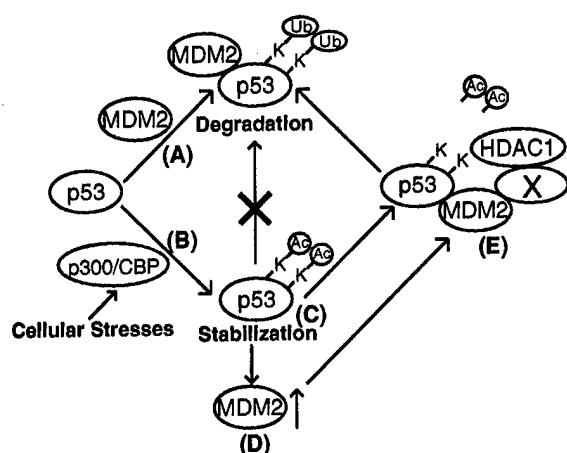 Ub
Ub
MDM2
K
K
p53
Degradation
MDM2
(A)
p53
(B)
p300/CBP
Cellular Stresses
Ac
Ac
K
K
p53
Stabilization
(C)
MDM2
(D)
Ac
Ac
K
K
HDAC1
p53
X
MDM2
(E)